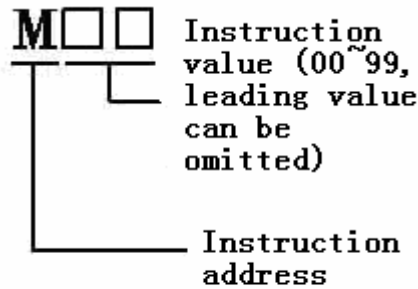 M□□ Instruction
value (00~99,
leading value
can be
omitted)
Instruction
address